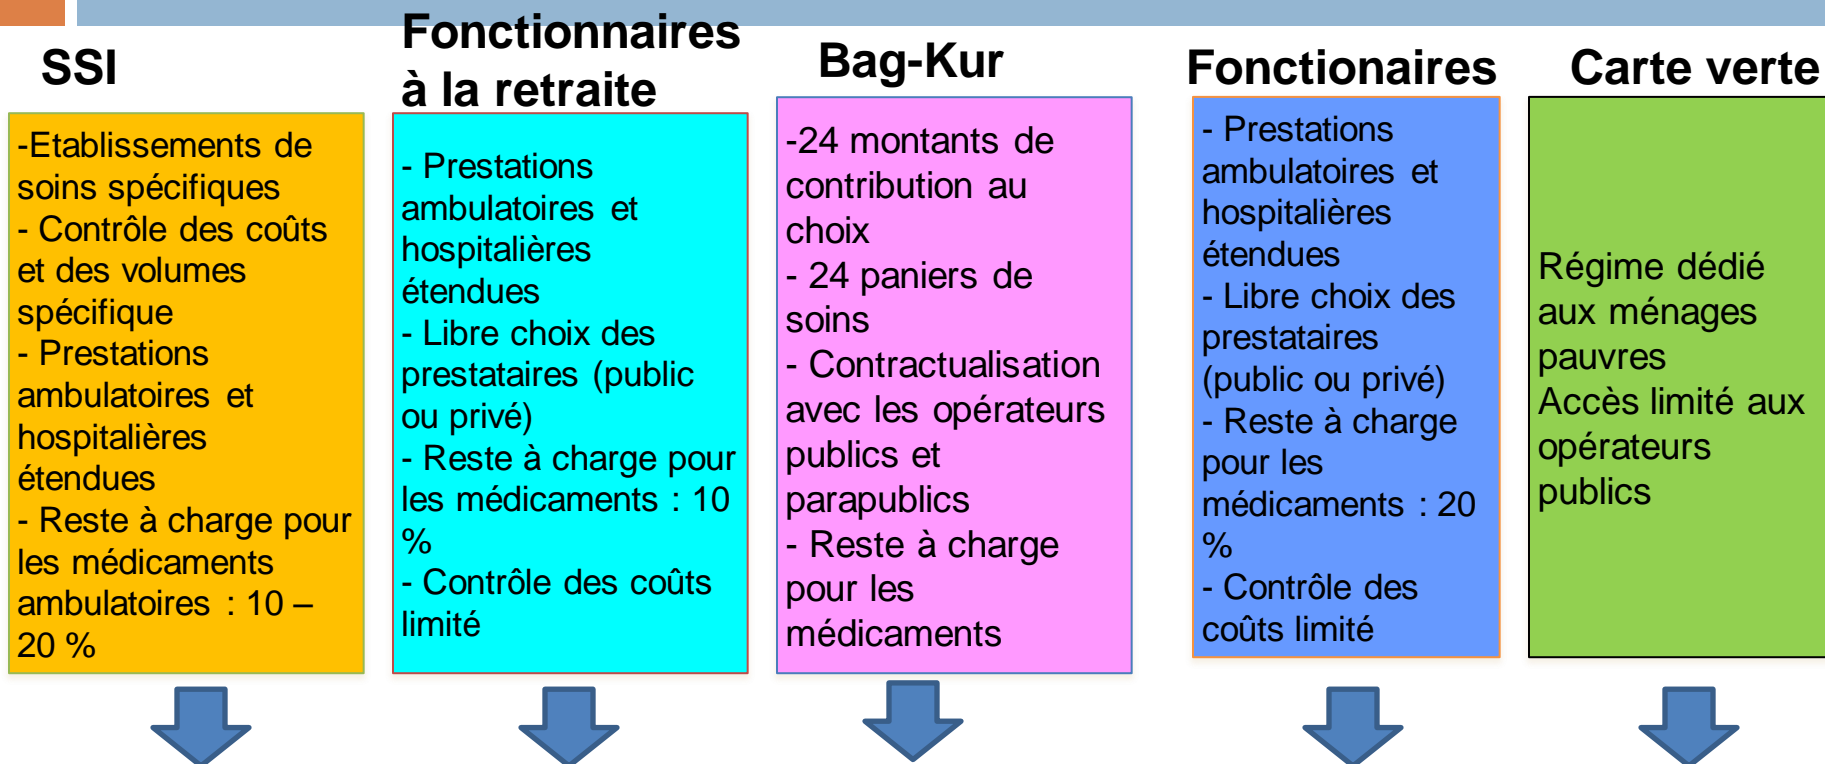 SSI
-Etablissements de
soins spécifiques
- Contrôle des coûts
et des volumes
spécifique
- Prestations
ambulatoires et
hospitalières
étendues
- Reste à charge pour
les médicaments
ambulatoires : 10 –
20 %
Fonctionnaires
à la retraite
- Prestations
ambulatoires et
hospitalières
étendues
- Libre choix des
prestataires (public
ou privé)
- Reste à charge pour
les médicaments : 10
%
- Contrôle des coûts
limité
Bag-Kur
-24 montants de
contribution au
choix
- 24 paniers de
soins
- Contractualisation
avec les opérateurs
publics et
parapublics
- Reste à charge
pour les
médicaments
Fonctionaires
- Prestations
ambulatoires et
hospitalières
étendues
- Libre choix des
prestataires
(public ou privé)
- Reste à charge
pour les
médicaments : 20
%
- Contrôle des
coûts limité
Carte verte
Régime dédié
aux ménages
pauvres
Accès limité aux
opérateurs
publics